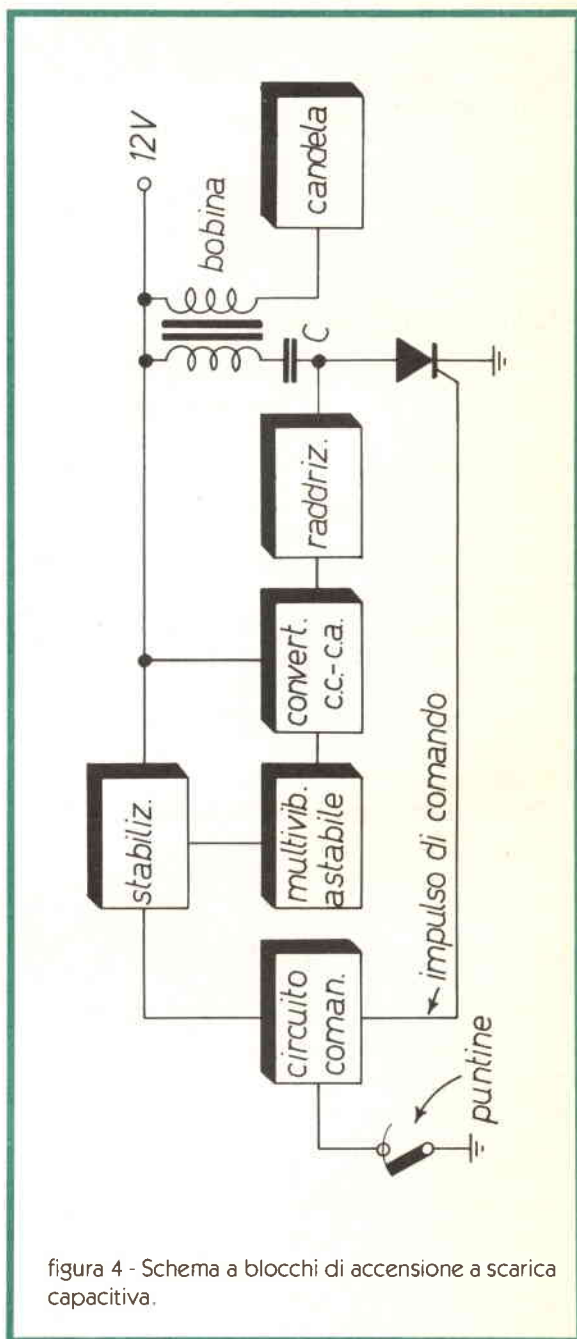 12V
bobina
candela
C
raddriz.
convert.
c.c.-c.a.
stabiliz.
multivib.
astabile
circuito
coman.
impulso di comando
puntine
figura 4 - Schema a blocchi di accensione a scarica
capacitiva.